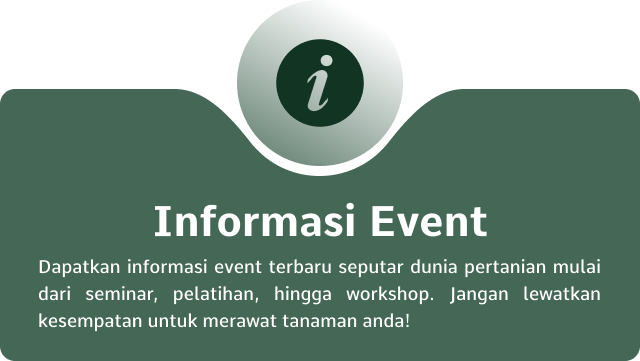 i
Informasi Event
Dapatkan informasi event terbaru seputar dunia pertanian mulai
dari seminar, pelatihan, hingga workshop. Jangan lewatkan
kesempatan untuk merawat tanaman anda!